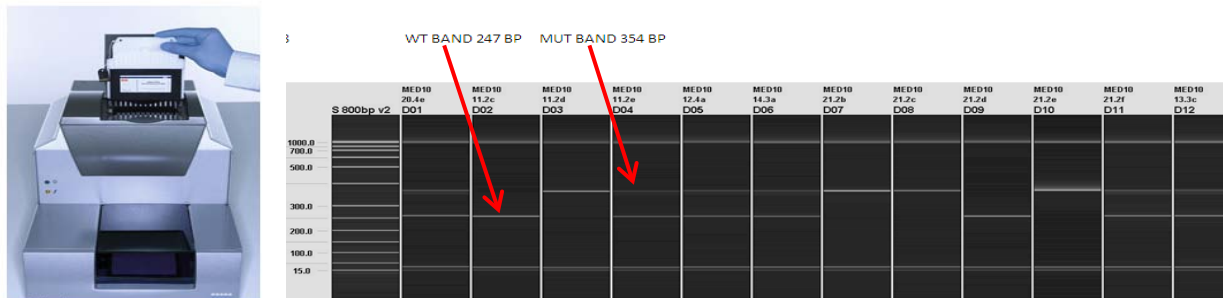 3
WT BAND 247 BP MUT BAND 354 BP
MED10 MED10 MED10 MED10 MED10 MED10 MED10 MED10 MED10 MED10 MED10 MED10
20.4e 11.2c 11.2d 11.2e 12.4a 14.3a 21.2b 21.2c 21.2d 21.2e 21.2f 13.3c
S 800bp v2 D01 D02 D03 D04 D05 D06 D07 D08 D09 D10 D11 D12
1000.0
700.0
500.0
300.0
200.0
100.0
15.0